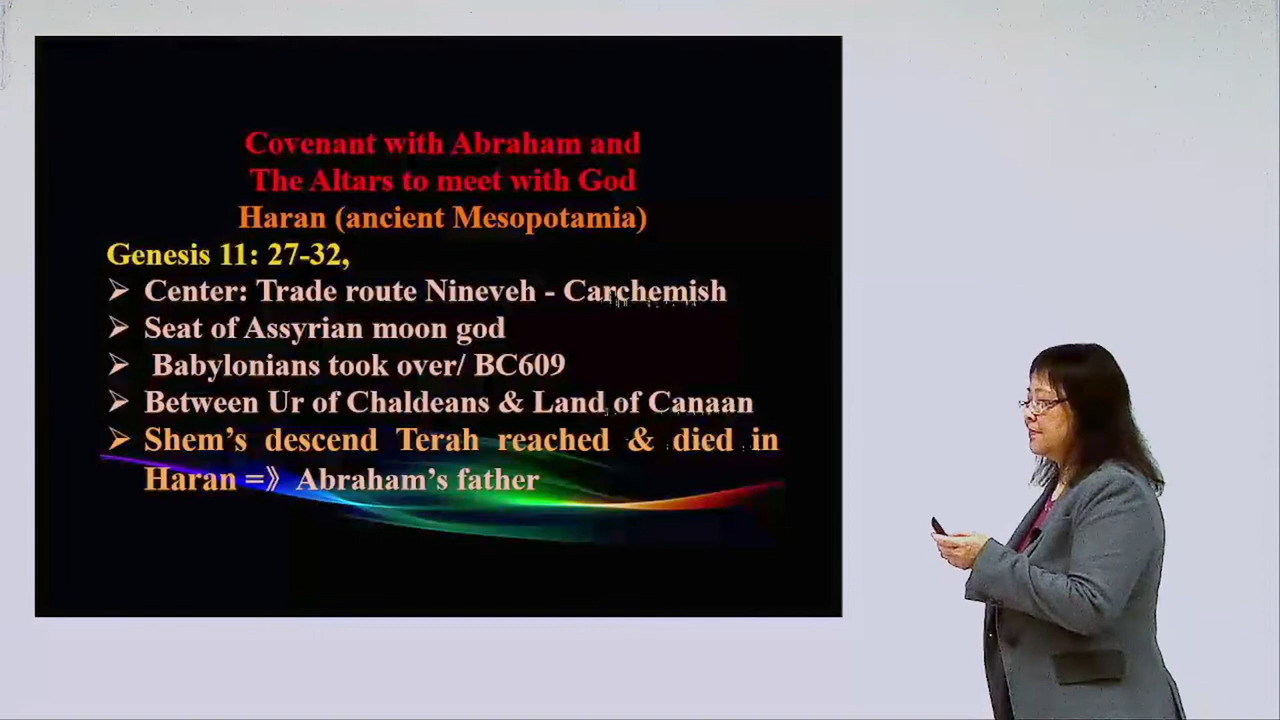 Covenant with Abraham and
The Altars to meet with God
Haran (ancient Mesopotamia)
Genesis 11: 27-32,
➢ Center: Trade route Nineveh - Carchemish
➢ Seat of Assyrian moon god
➢ Babylonians took over/ BC609
➢ Between Ur of Chaldeans & Land of Canaan
➢ Shem’s descend Terah reached & died in
Haran =》 Abraham’s father